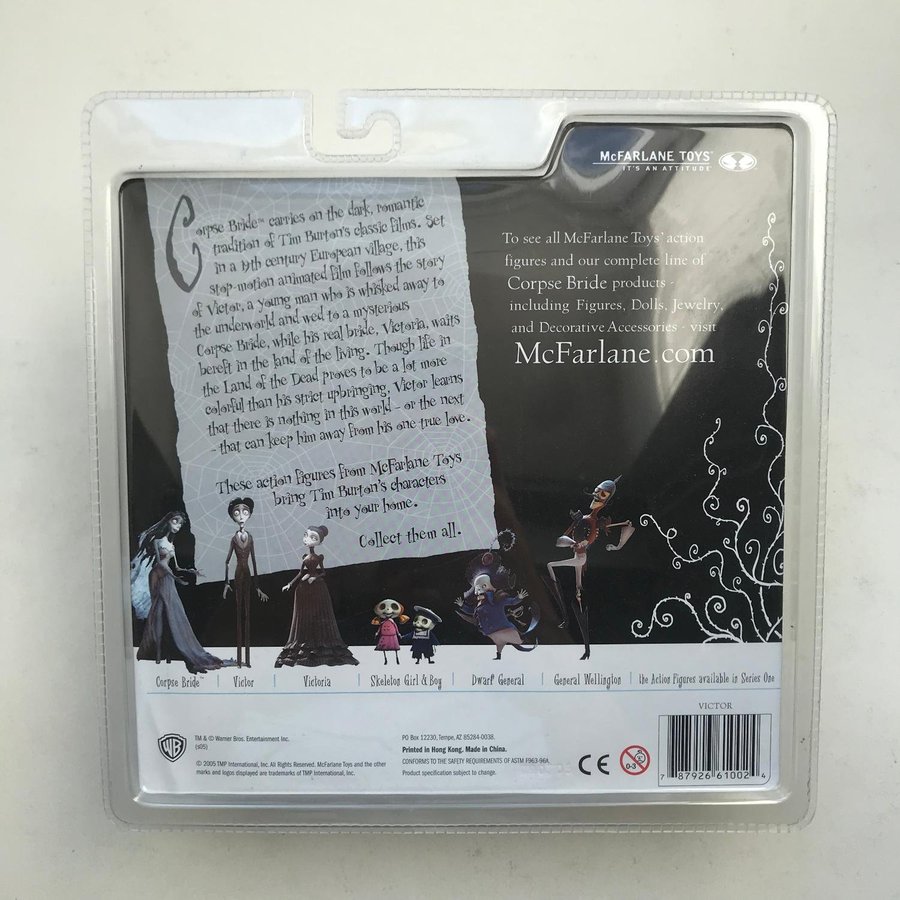 McFARLANE TOYS®
IT'S AN ATTITUDE
Corpse Bride™ carries on the dark, romantic
tradition of Tim Burton's classic films. Set
in a 19th century European village, this
stop-motion animated film follows the story
of Victor, a young man who is whisked away to
the underworld and wed to a mysterious
Corpse Bride, while his real bride, Victoria, waits
bereft in the land of the living. Though life in
the Land of the Dead proves to be a lot more
colorful than his strict upbringing, Victor learns
that there is nothing in this world - or the next
- that can keep him away from his one true love.
These action figures from McFarlane Toys
bring Tim Burton's characters
into your home.
Collect them all.
To see all McFarlane Toys' action
figures and our complete line of
Corpse Bride products -
including Figures, Dolls, Jewelry,
and Decorative Accessories - visit
McFarlane.com
Corpse Bride™ | Victor | Victoria | Skeleton Girl & Boy | Dwarf General | General Wellington | the Action Figures available in Series One
WB
TM & © Warner Bros. Entertainment Inc.
(s05)
© 2005 TMP International, Inc. All Rights Reserved. McFarlane Toys and the other
marks and logos displayed are trademarks of TMP International, Inc.
PO Box 12230, Tempe, AZ 85284-0038.
Printed in Hong Kong. Made in China.
CONFORMS TO THE SAFETY REQUIREMENTS OF ASTM F963-96A.
Product specification subject to change.
CE
0-3
VICTOR
7 87926 61002 4